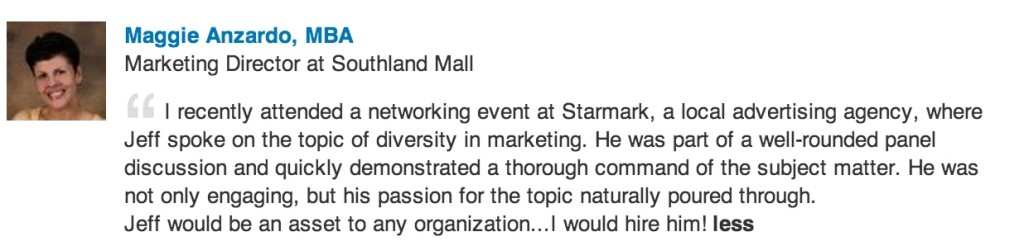 Maggie Anzardo, MBA
Marketing Director at Southland Mall
“ I recently attended a networking event at Starmark, a local advertising agency, where
Jeff spoke on the topic of diversity in marketing. He was part of a well-rounded panel
discussion and quickly demonstrated a thorough command of the subject matter. He was
not only engaging, but his passion for the topic naturally poured through.
Jeff would be an asset to any organization...I would hire him! less